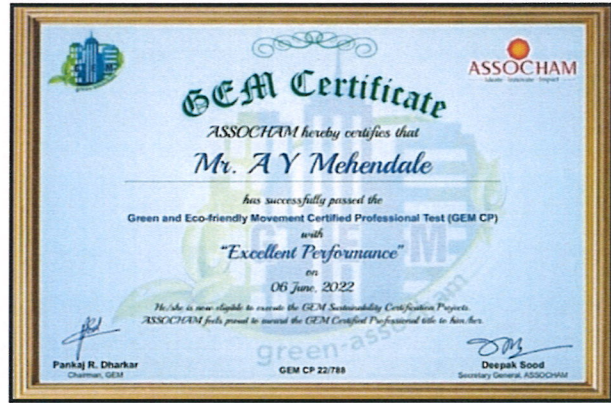 ASSOCHAM
GEM Certificate
ASSOCHAM hereby certifies that
Mr. A Y Mehendale
has successfully passed the
Green and Eco-friendly Movement Certified Professional Test (GEM CP)
with
"Excellent Performance"
on
06 June, 2022
He/she is now eligible to execute the GEM Sustainability Certification Projects.
ASSOCHAM feels proud to award the GEM Certified Professional title to him/her.
green-assocham
Pankaj R. Dharkar
Chairman, GEM
GEM CP 22/788
Deepak Sood
Secretary General, ASSOCHAM